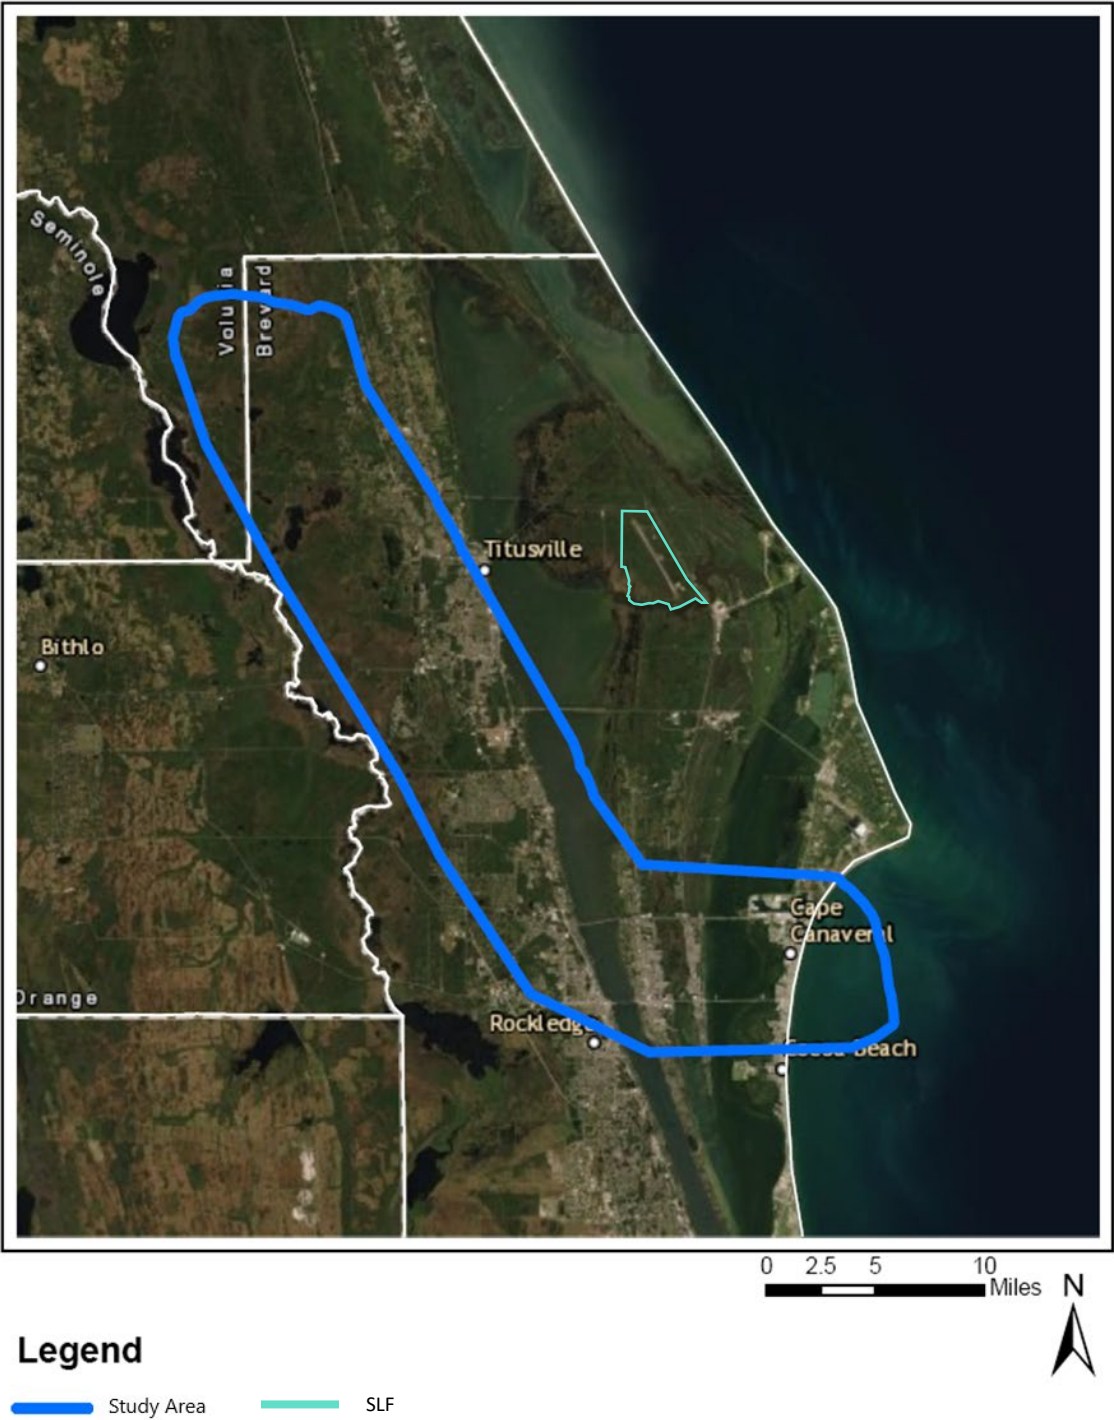 Seminole
Volusia
Brevard
Titusville
Bithlo
Cape
Canaveral
Orange
Rockledge
Cocoa Beach
0 2.5 5 10
Miles
N
Legend
Study Area
SLF